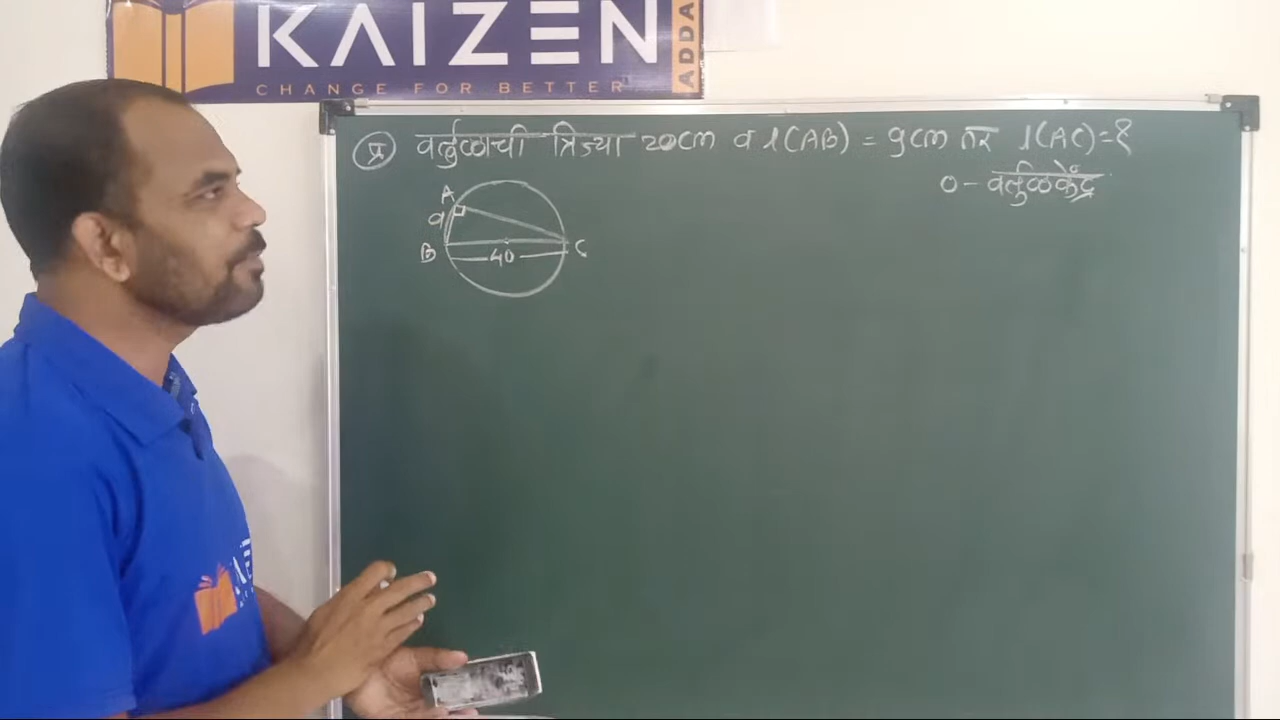 KAIZEN
ADDA
CHANGE FOR BETTER
प्र वर्तुळाची त्रिज्या 20cm व l(AB) = 9cm तर l(AC)=?
O - वर्तुळकेंद्र
A
9
B
40
C